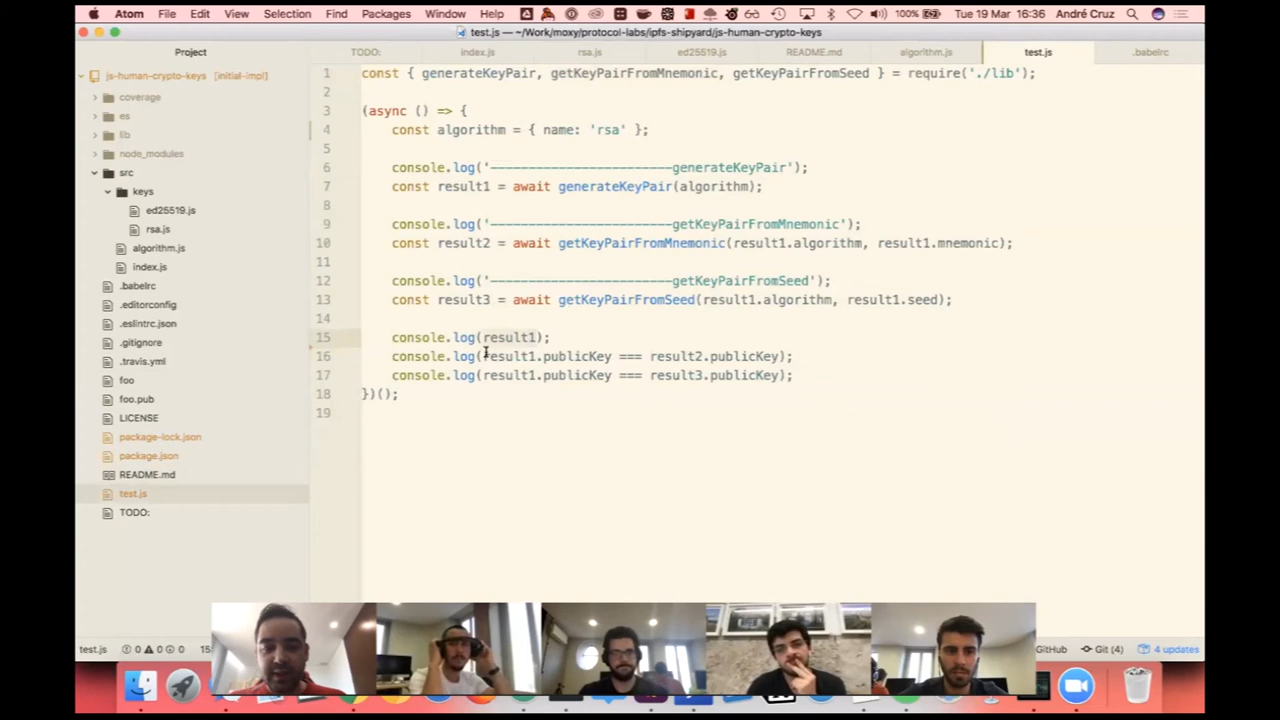 Atom File Edit View Selection Find Packages Window Help 100% Tue 19 Mar 16:36 André Cruz
test.js — ~/Work/moxy/protocol-labs/ipfs-shipyard/js-human-crypto-keys
Project TODO: index.js rsa.js ed25519.js README.md algorithm.js test.js .babelrc
js-human-crypto-keys [initial-impl]
coverage
es
lib
node_modules
src
keys
ed25519.js
rsa.js
algorithm.js
index.js
.babelrc
.editorconfig
.eslintrc.json
.gitignore
.travis.yml
foo
foo.pub
LICENSE
package-lock.json
package.json
README.md
test.js
TODO:
1 const { generateKeyPair, getKeyPairFromMnemonic, getKeyPairFromSeed } = require('./lib');
2
3 (async () => {
4 const algorithm = { name: 'rsa' };
5
6 console.log('------------------------generateKeyPair');
7 const result1 = await generateKeyPair(algorithm);
8
9 console.log('------------------------getKeyPairFromMnemonic');
10 const result2 = await getKeyPairFromMnemonic(result1.algorithm, result1.mnemonic);
11
12 console.log('------------------------getKeyPairFromSeed');
13 const result3 = await getKeyPairFromSeed(result1.algorithm, result1.seed);
14
15 console.log(result1);
16 console.log(result1.publicKey === result2.publicKey);
17 console.log(result1.publicKey === result3.publicKey);
18 })();
19
test.js 0 0 0 15 GitHub Git (4) 4 updates